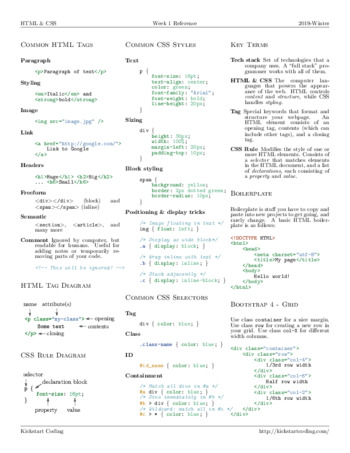 HTML & CSS
Week 1 Reference
2019-Winter
Common HTML Tags
Paragraph
<p>Paragraph of text</p>
Styling
<em>Italic</em> and
<strong>bold</strong>
Image
<img src="image.jpg" />
Link
<a href="http://google.com/">
Link to Google
</a>
Headers
<h1>Huge</h1> <h2>Big</h2>
... <h6>Small</h6>
Freeform
<div></div> (block) and
<span></span> (inline)
Semantic
<section>, <article>, and
many more
Comment Ignored by computer, but
readable for humans. Useful for
adding notes or temporarily re-
moving parts of your code.
<!-- This will be ignored! -->
HTML Tag Diagram
name attribute(s)
<p class="my-class"> opening
Some text contents
</p> closing
CSS Rule Diagram
selector
declaration block
p {
font-size: 16pt;
}
property value
Common CSS Styles
Text
p {
font-size: 16pt;
text-align: center;
color: green;
font-family: "Arial";
font-weight: bold;
line-height: 20pt;
}
Sizing
div {
height: 50px;
width: 100%;
margin-left: 20px;
padding-top: 10px;
}
Block styling
span {
background: yellow;
border: 2px dotted green;
border-radius: 10px;
}
Positioning & display tricks
/* Image floating in text */
img { float: left; }
/* Display as wide block */
.a { display: block; }
/* Wrap inline with text */
.b { display: inline; }
/* Stack adjacently */
.c { display: inline-block; }
Common CSS Selectors
Tag
div { color: blue; }
Class
.class-name { color: blue; }
ID
#id_name { color: blue; }
Containment
/* Match all divs in #a */
#a div { color: blue; }
/* Divs immediately in #b */
#b > div { color: blue; }
/* Wildcard: match all in #c */
#c > * { color: blue; }
Key Terms
Tech stack Set of technologies that a
company uses. A "full stack" pro-
grammer works with all of them.
HTML & CSS The computer lan-
guages that power the appear-
ance of the web. HTML controls
content and structure, while CSS
handles styling.
Tag Special keywords that format and
structure your webpage. An
HTML element consists of an
opening tag, contents (which can
include other tags), and a closing
tag.
CSS Rule Modifies the style of one or
more HTML elements. Consists of
a selector that matches elements
in the HTML document, and a list
of declarations, each consisting of
a property and value.
Boilerplate
Boilerplate is stuff you have to copy and
paste into new projects to get going, and
rarely change. A basic HTML boiler-
plate is as follows:
<!DOCTYPE HTML>
<html>
<head>
<meta charset="utf-8">
<title>My page</title>
</head>
<body>
Hello world!
</body>
</html>
Bootstrap 4 - Grid
Use class container for a nice margin.
Use class row for creating a new row in
your grid. Use class col-1 for different
width columns.
<div class="container">
<div class="row">
<div class="col-4">
1/3rd row width
</div>
<div class="col-6">
Half row width
</div>
<div class="col-2">
1/6th row width
</div>
</div>
</div>
Kickstart Coding
http://kickstartcoding.com/